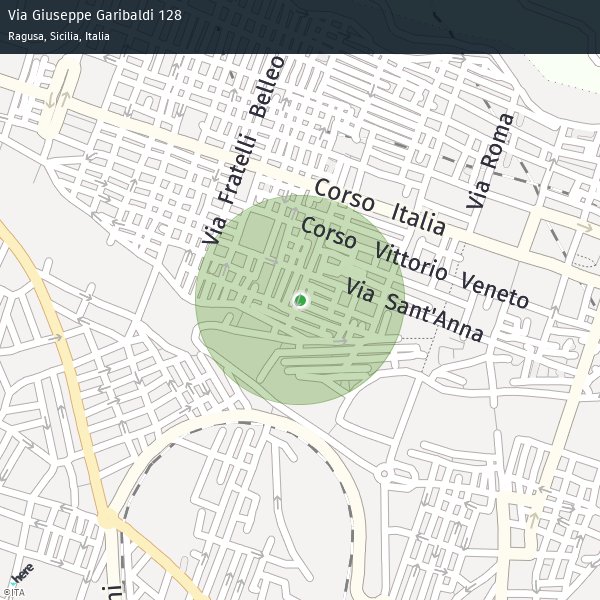 Via Giuseppe Garibaldi 128
Ragusa, Sicilia, Italia
Via Fratelli Belleo
Via Roma
Corso Italia
Corso Vittorio Veneto
Via Sant'Anna
here
ni
©ITA